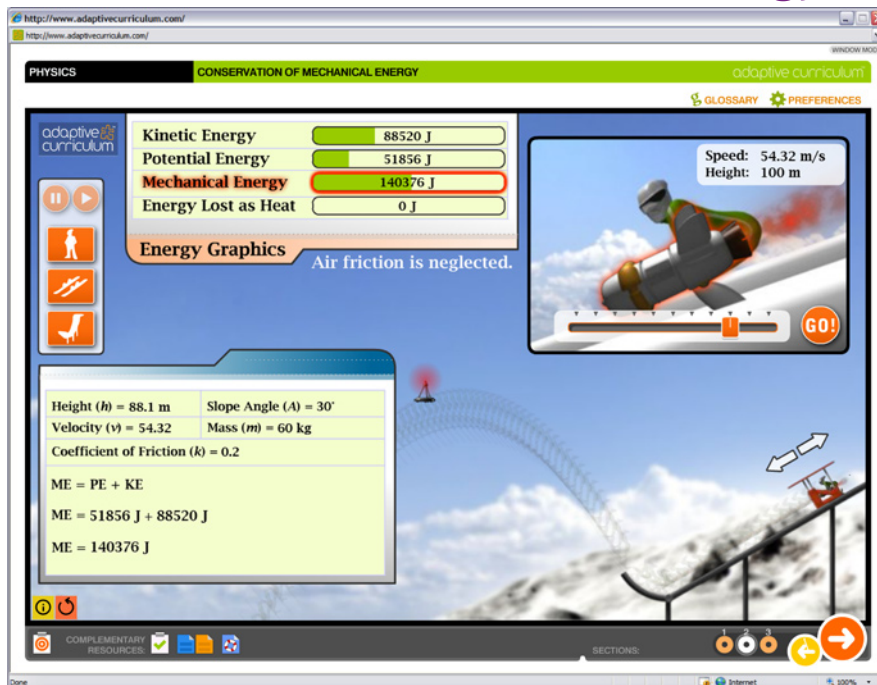 http://www.adaptivecurriculum.com/
http://www.adaptivecurriculum.com/
WINDOW MOD
PHYSICS CONSERVATION OF MECHANICAL ENERGY adaptive curriculum
g GLOSSARY PREFERENCES
adaptive
curriculum
Kinetic Energy 88520 J
Potential Energy 51856 J
Mechanical Energy 140376 J
Energy Lost as Heat 0 J
Energy Graphics
Air friction is neglected.
Speed: 54.32 m/s
Height: 100 m
GO!
Height (h) = 88.1 m Slope Angle (A) = 30°
Velocity (v) = 54.32 Mass (m) = 60 kg
Coefficient of Friction (k) = 0.2
ME = PE + KE
ME = 51856 J + 88520 J
ME = 140376 J
COMPLEMENTARY
RESOURCES:
SECTIONS:
1 2 3
Done Internet 100%